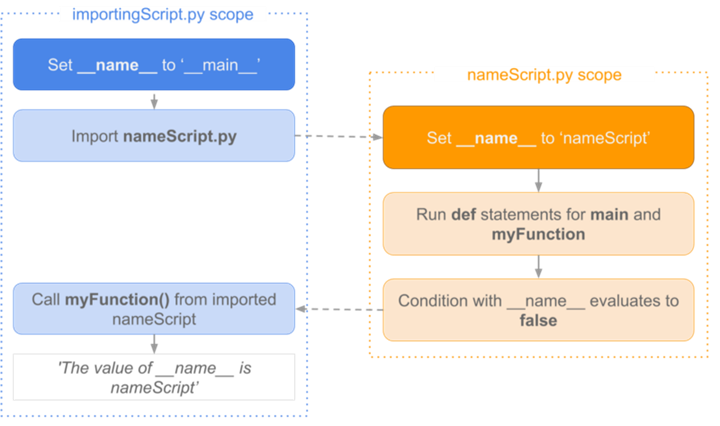 importingScript.py scope
Set __name__ to ‘__main__’
Import nameScript.py
nameScript.py scope
Set __name__ to ‘nameScript’
Run def statements for main and
myFunction
Condition with __name__ evaluates to
false
Call myFunction() from imported
nameScript
'The value of __name__ is
nameScript’